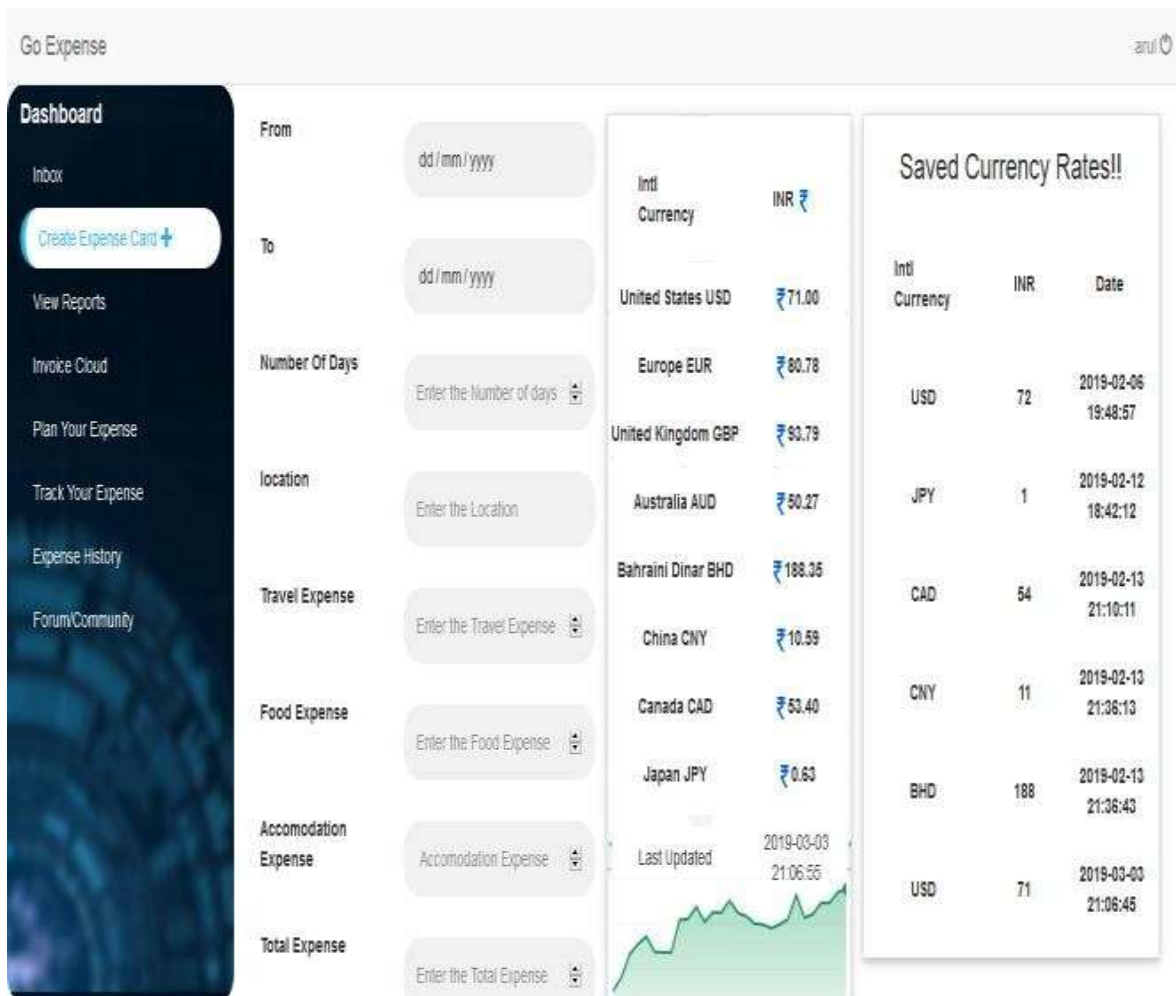 Go Expense
arul
Dashboard
Inbox
Create Expense Card +
View Reports
Invoice Cloud
Plan Your Expense
Track Your Expense
Expense History
Forum/Community
From
dd/mm/yyyy
To
dd/mm/yyyy
Number Of Days
Enter the Number of days
location
Enter the Location
Travel Expense
Enter the Travel Expense
Food Expense
Enter the Food Expense
Accomodation
Expense
Accomodation Expense
Total Expense
Enter the Total Expense
Intl
Currency
INR ₹
United States USD ₹71.00
Europe EUR ₹80.78
United Kingdom GBP ₹93.79
Australia AUD ₹50.27
Bahraini Dinar BHD ₹188.35
China CNY ₹10.59
Canada CAD ₹53.40
Japan JPY ₹0.63
Last Updated
2019-03-03
21:06:55
Saved Currency Rates!!
Intl
Currency
INR
Date
USD 72 2019-02-06
19:48:57
JPY 1 2019-02-12
18:42:12
CAD 54 2019-02-13
21:10:11
CNY 11 2019-02-13
21:36:13
BHD 188 2019-02-13
21:36:43
USD 71 2019-03-03
21:06:45